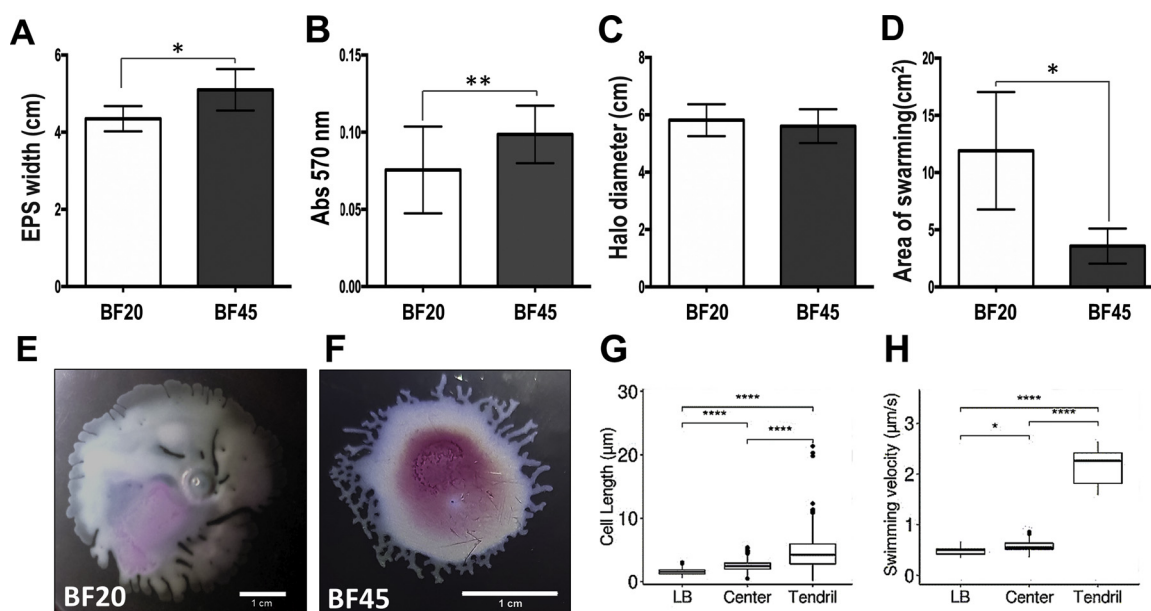 A
EPS width (cm)
6
4
2
0
*
BF20
BF45
B
Abs 570 nm
0.15
0.10
0.05
0.00
**
BF20
BF45
C
Halo diameter (cm)
8
6
4
2
0
BF20
BF45
D
Area of swarming(cm²)
20
15
10
5
0
*
BF20
BF45
E
BF20
1 cm
F
BF45
1 cm
G
Cell Length (μm)
30
20
10
0
****
****
****
LB
Center
Tendril
H
Swimming velocity (μm/s)
3
2
1
0
****
****
*
LB
Center
Tendril